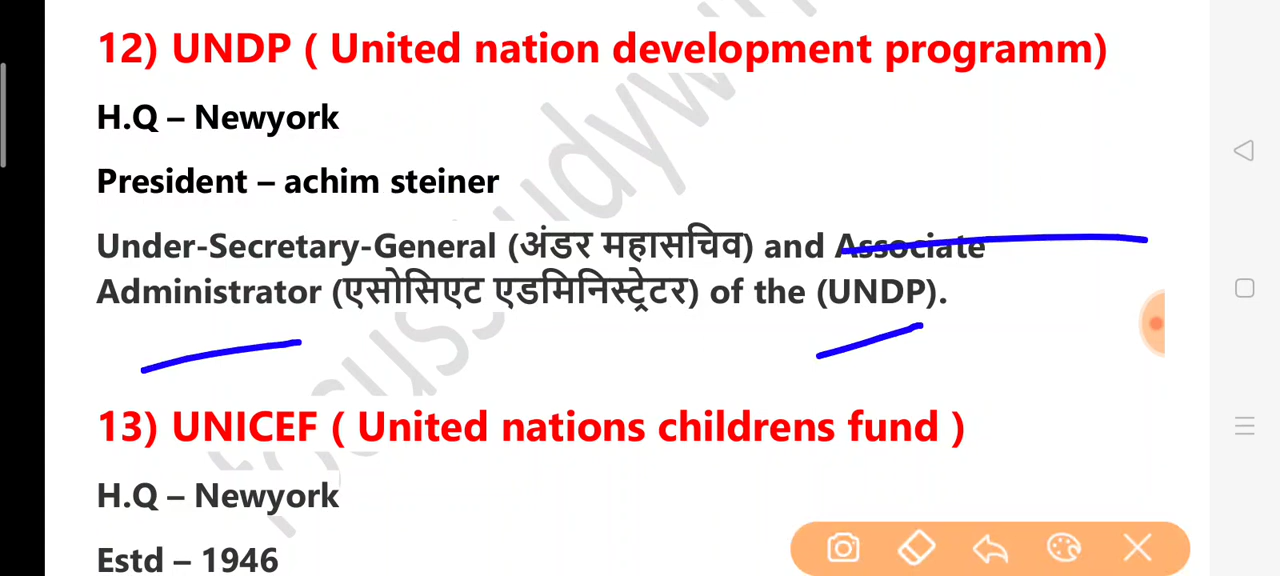 12) UNDP ( United nation development programm)
H.Q – Newyork
President – achim steiner
Under-Secretary-General (अंडर महासचिव) and Associate
Administrator (एसोसिएट एडमिनिस्ट्रेटर) of the (UNDP).
13) UNICEF ( United nations childrens fund )
H.Q – Newyork
Estd – 1946